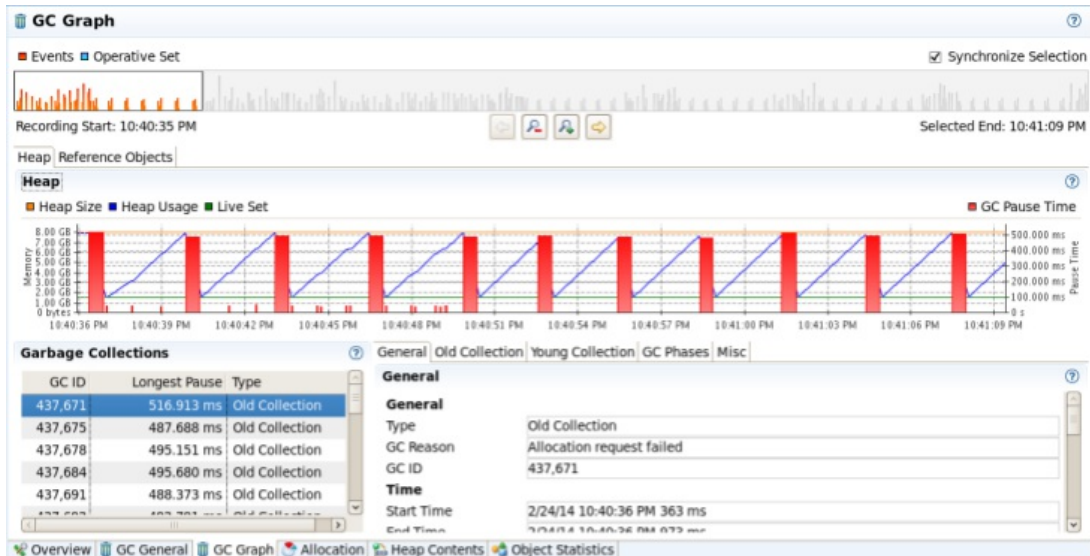 GC Graph
Events Operative Set Synchronize Selection
Recording Start: 10:40:35 PM Selected End: 10:41:09 PM
Heap Reference Objects
Heap
Heap Size Heap Usage Live Set GC Pause Time
8.00 GB
7.00 GB
6.00 GB
5.00 GB
4.00 GB
3.00 GB
2.00 GB
1.00 GB
0 bytes
Memory
500.000 ms
400.000 ms
300.000 ms
200.000 ms
100.000 ms
0 s
Pause Time
10:40:36 PM 10:40:39 PM 10:40:42 PM 10:40:45 PM 10:40:48 PM 10:40:51 PM 10:40:54 PM 10:40:57 PM 10:41:00 PM 10:41:03 PM 10:41:06 PM 10:41:09 PM
Garbage Collections
GC ID Longest Pause Type
437,671 516.913 ms Old Collection
437,675 487.688 ms Old Collection
437,678 495.151 ms Old Collection
437,684 495.680 ms Old Collection
437,691 488.373 ms Old Collection
General Old Collection Young Collection GC Phases Misc
General
General
Type Old Collection
GC Reason Allocation request failed
GC ID 437,671
Time
Start Time 2/24/14 10:40:36 PM 363 ms
End Time 2/24/14 10:40:36 PM 973 ms
Overview GC General GC Graph Allocation Heap Contents Object Statistics